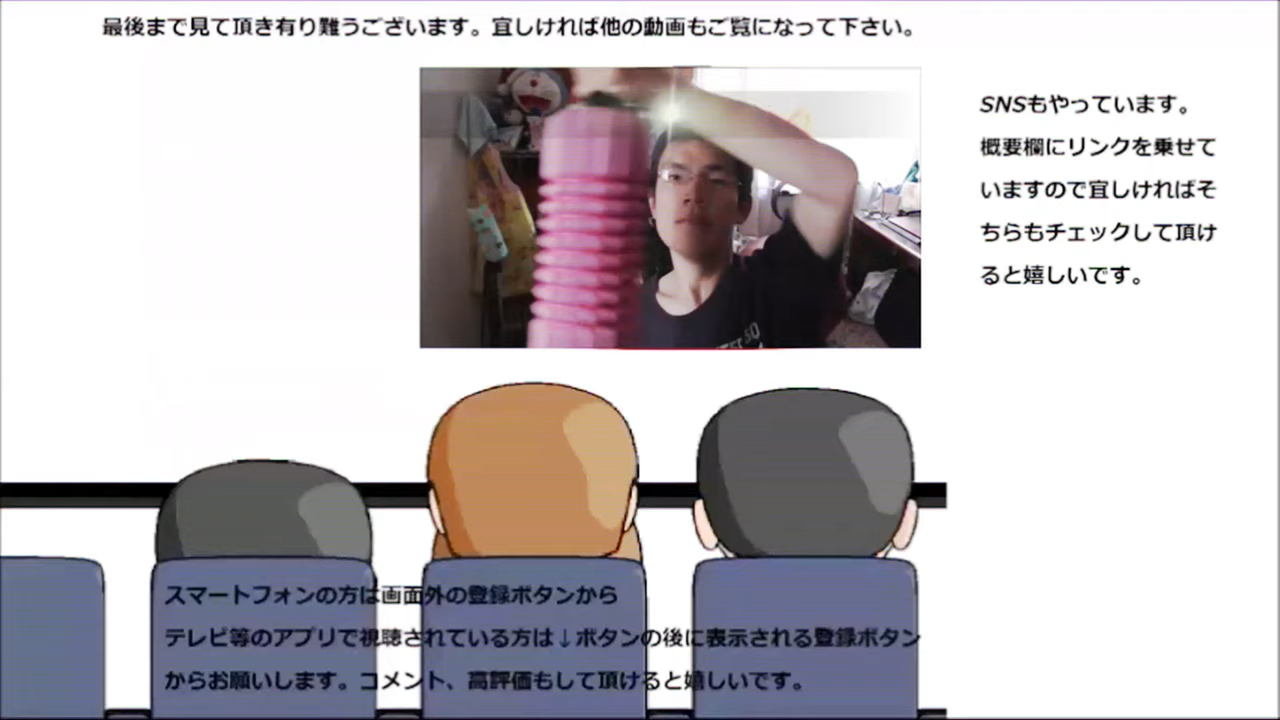 最後まで見て頂き有り難うございます。宜しければ他の動画もご覧になって下さい。
SNSもやっています。
概要欄にリンクを乗せて
いますので宜しければそ
ちらもチェックして頂け
ると嬉しいです。
スマートフォンの方は画面外の登録ボタンから
テレビ等のアプリで視聴されている方は↓ボタンの後に表示される登録ボタン
からお願いします。コメント、高評価もして頂けると嬉しいです。